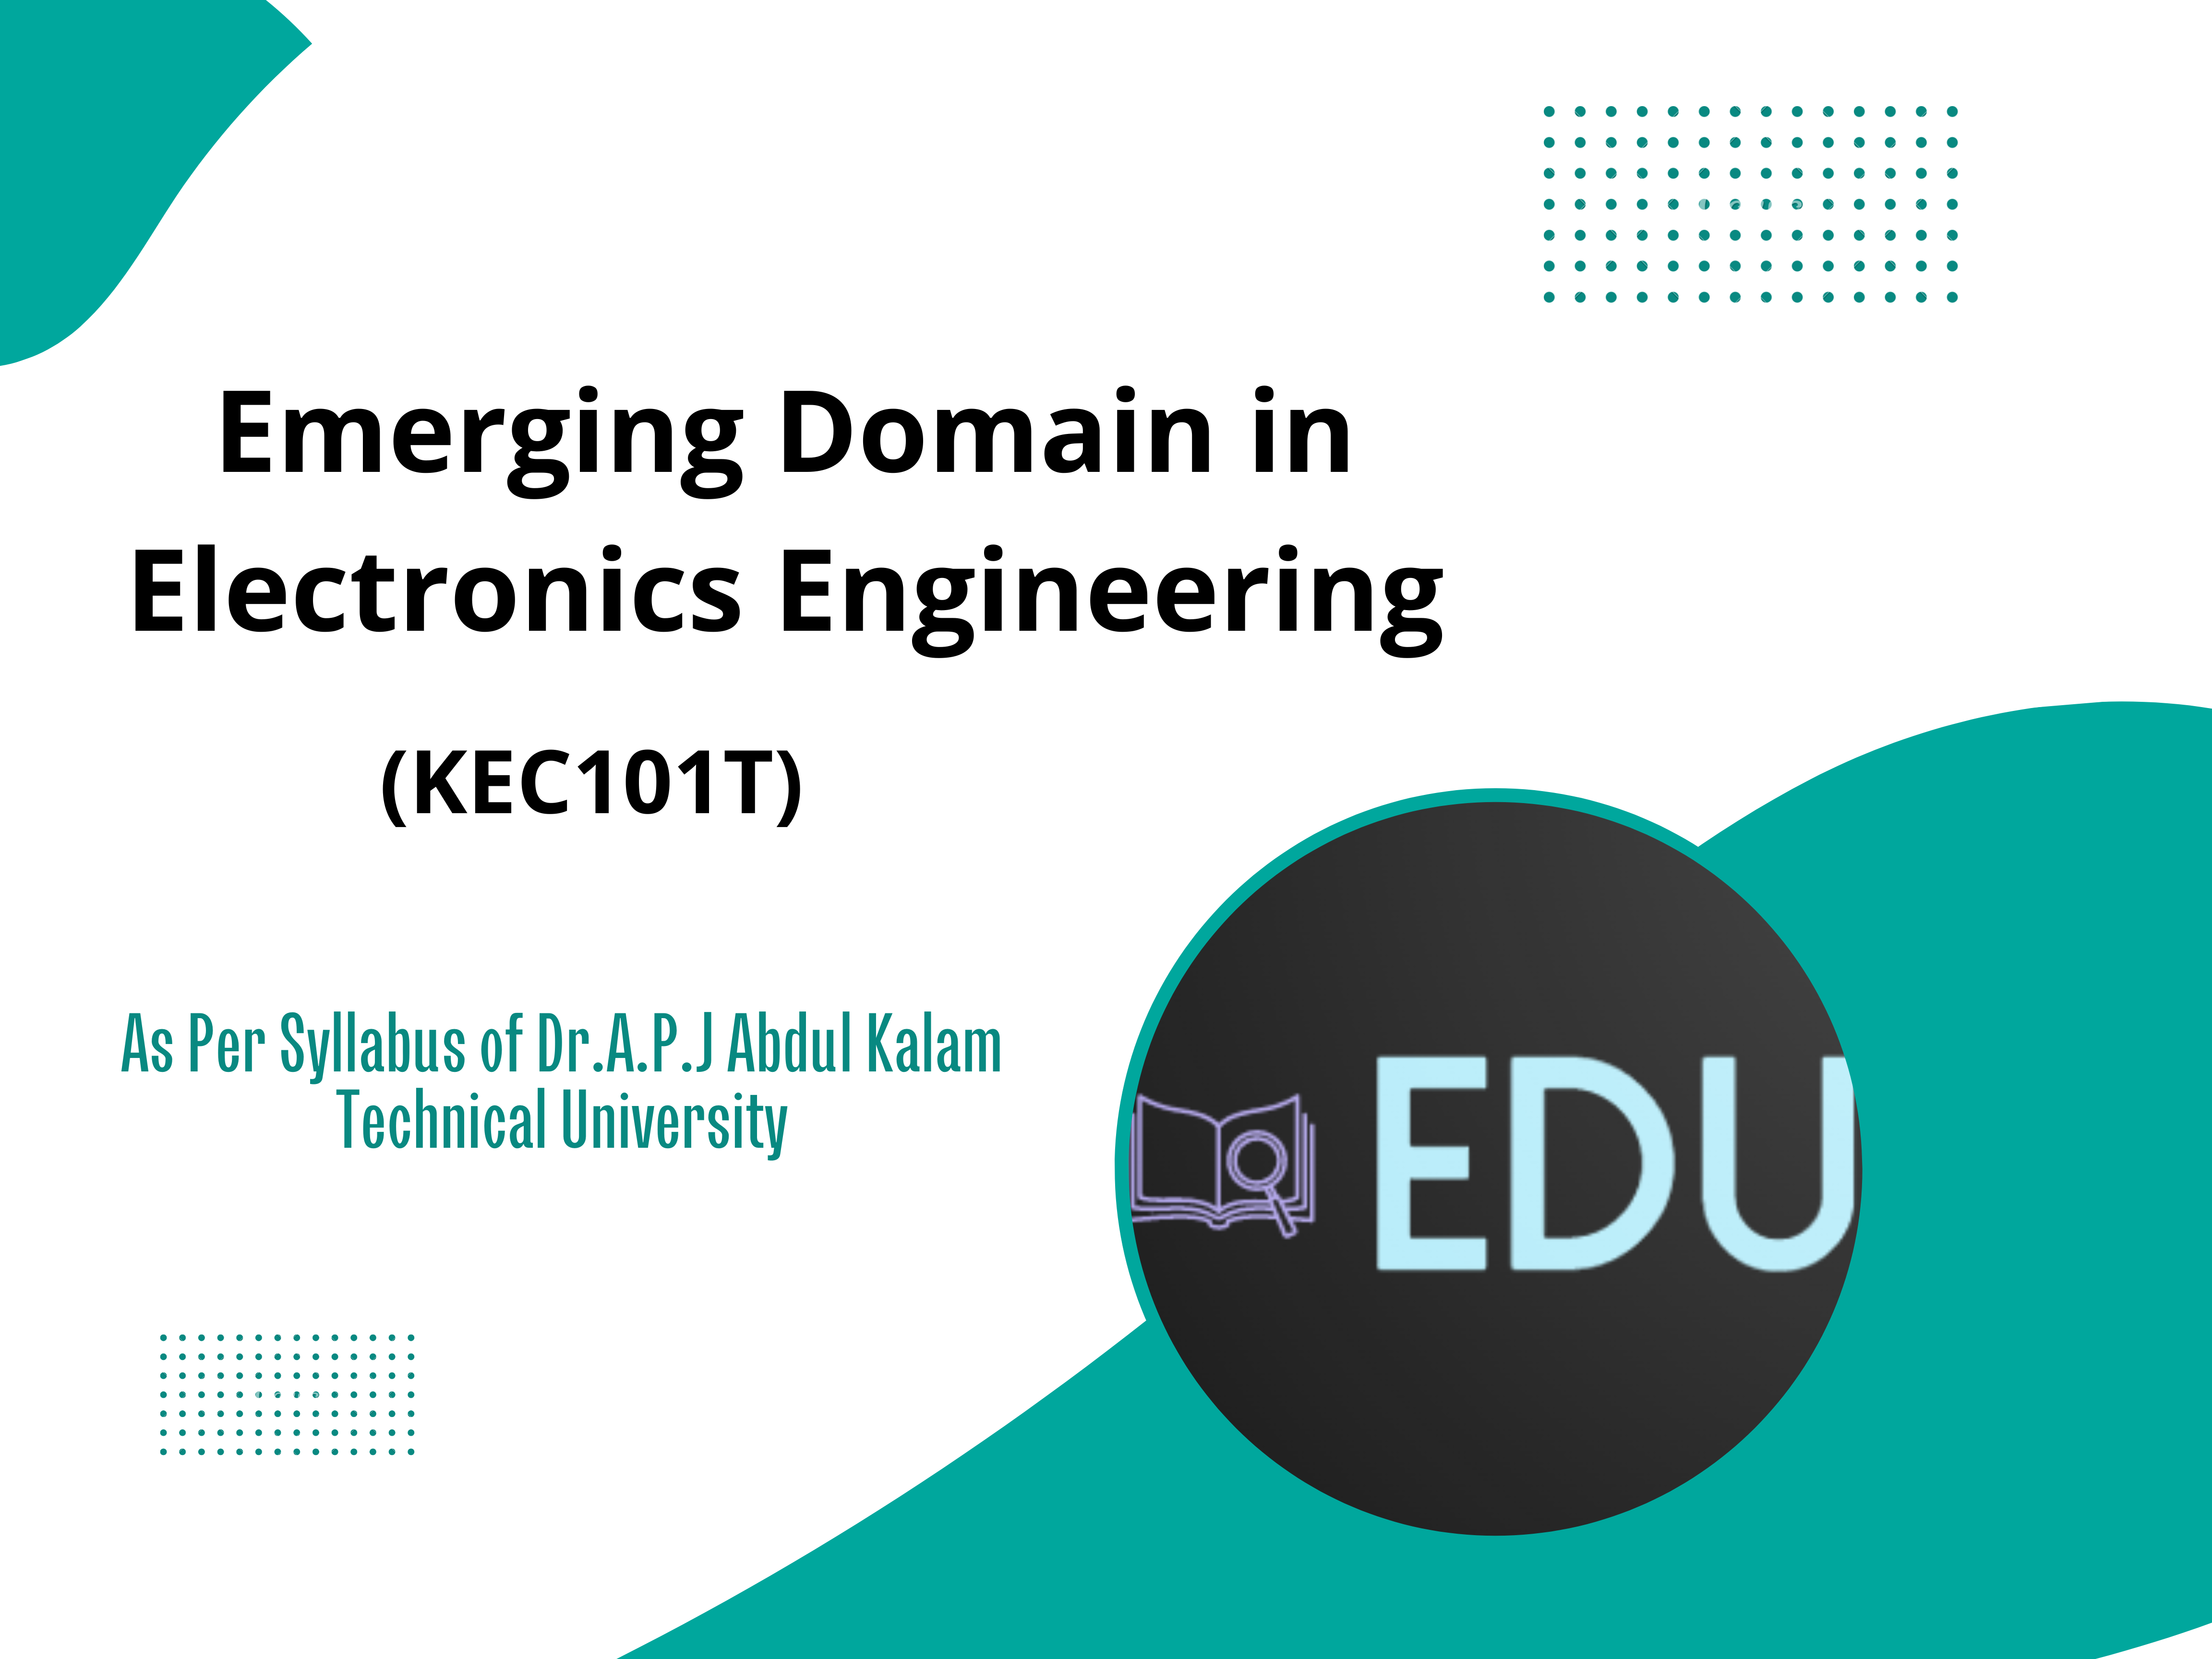 Emerging Domain in
Electronics Engineering
(KEC101T)
As Per Syllabus of Dr.A.P.J Abdul Kalam
Technical University
EDU